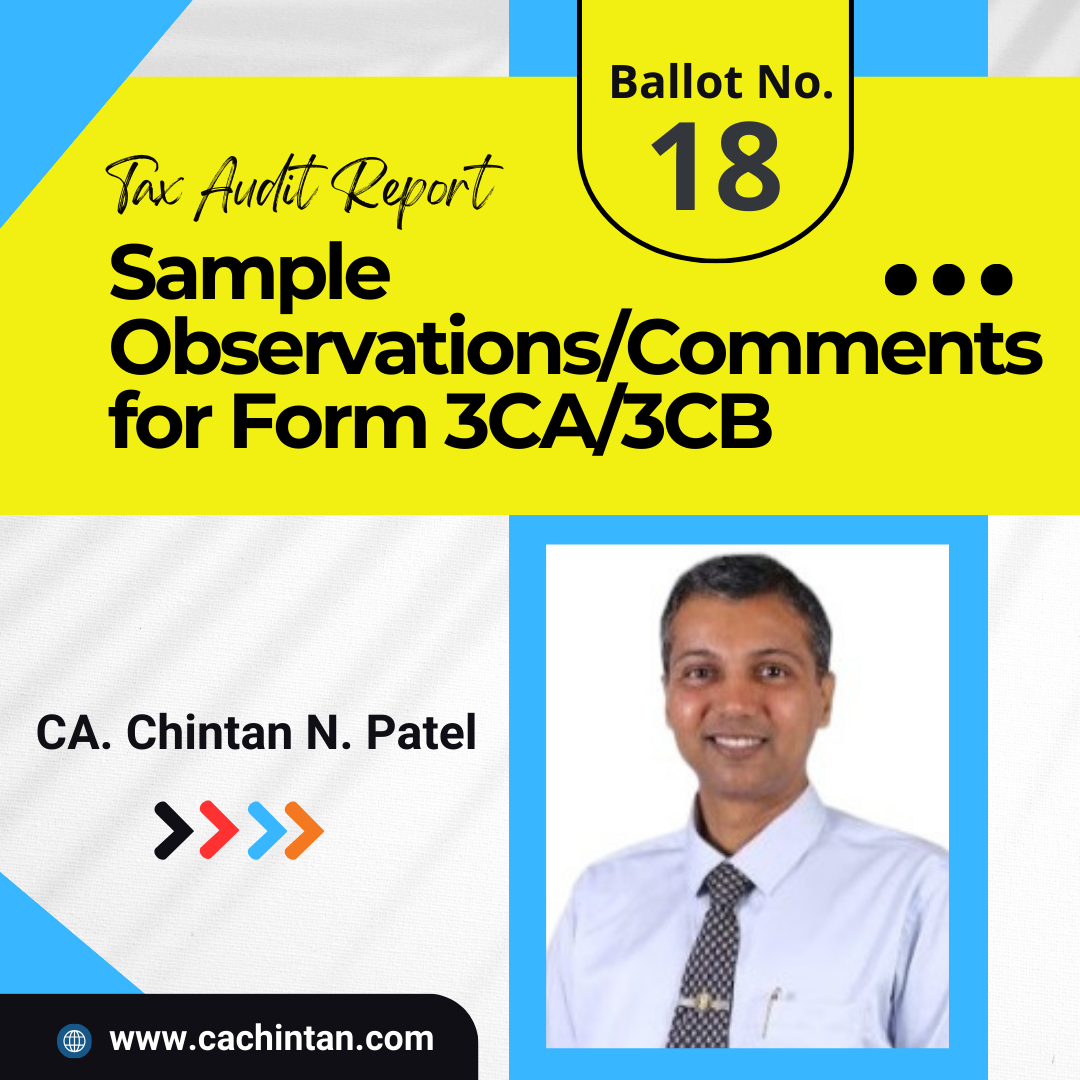 Ballot No.
18
Tax Audit Report
Sample
Observations/Comments
for Form 3CA/3CB
CA. Chintan N. Patel
www.cachintan.com